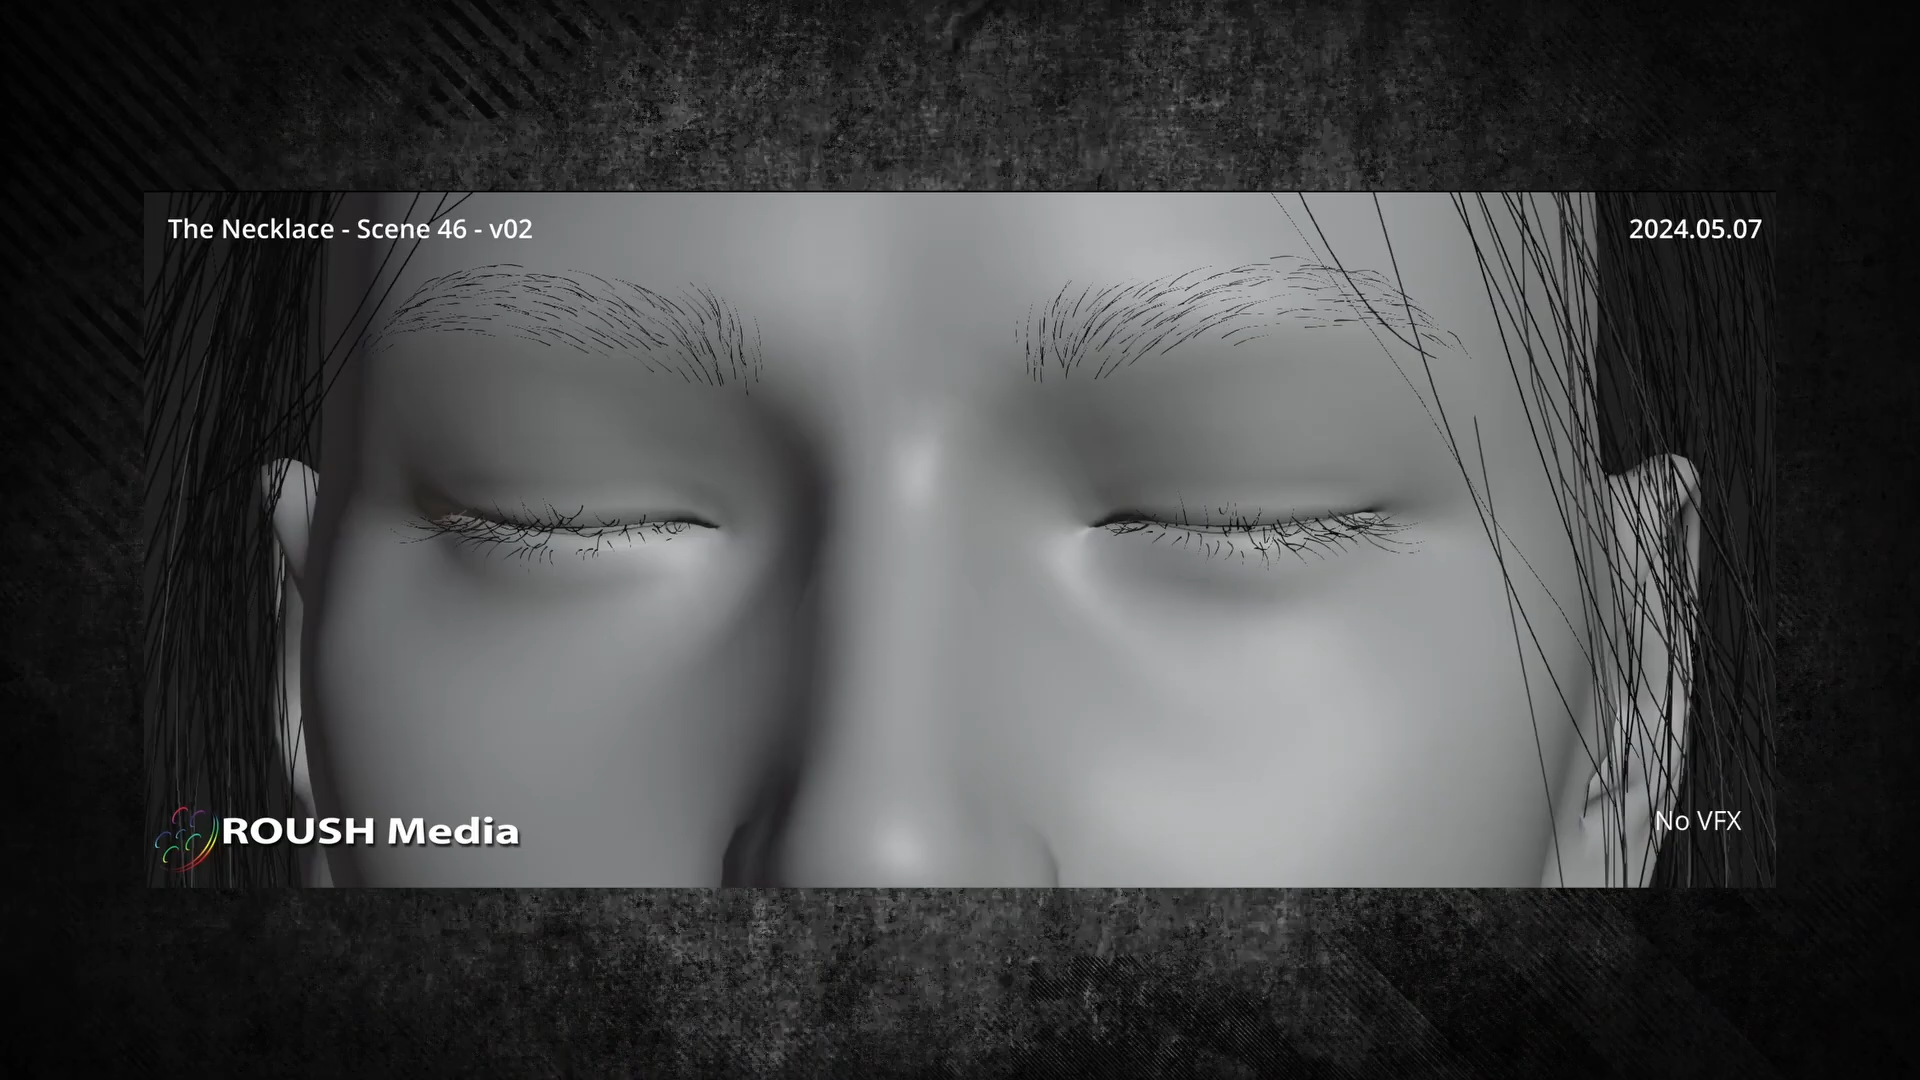 The Necklace - Scene 46 - v02
2024.05.07
ROUSH Media
No VFX